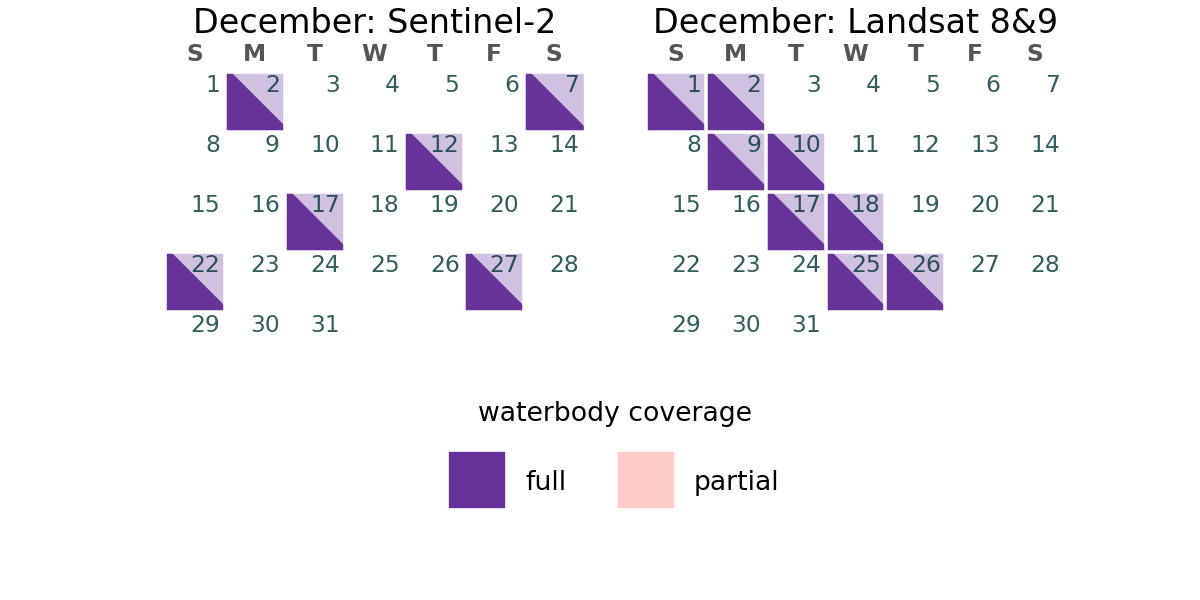 December: Sentinel-2
S M T W T F S
1 2 3 4 5 6 7
8 9 10 11 12 13 14
15 16 17 18 19 20 21
22 23 24 25 26 27 28
29 30 31
December: Landsat 8&9
S M T W T F S
1 2 3 4 5 6 7
8 9 10 11 12 13 14
15 16 17 18 19 20 21
22 23 24 25 26 27 28
29 30 31
waterbody coverage
full partial